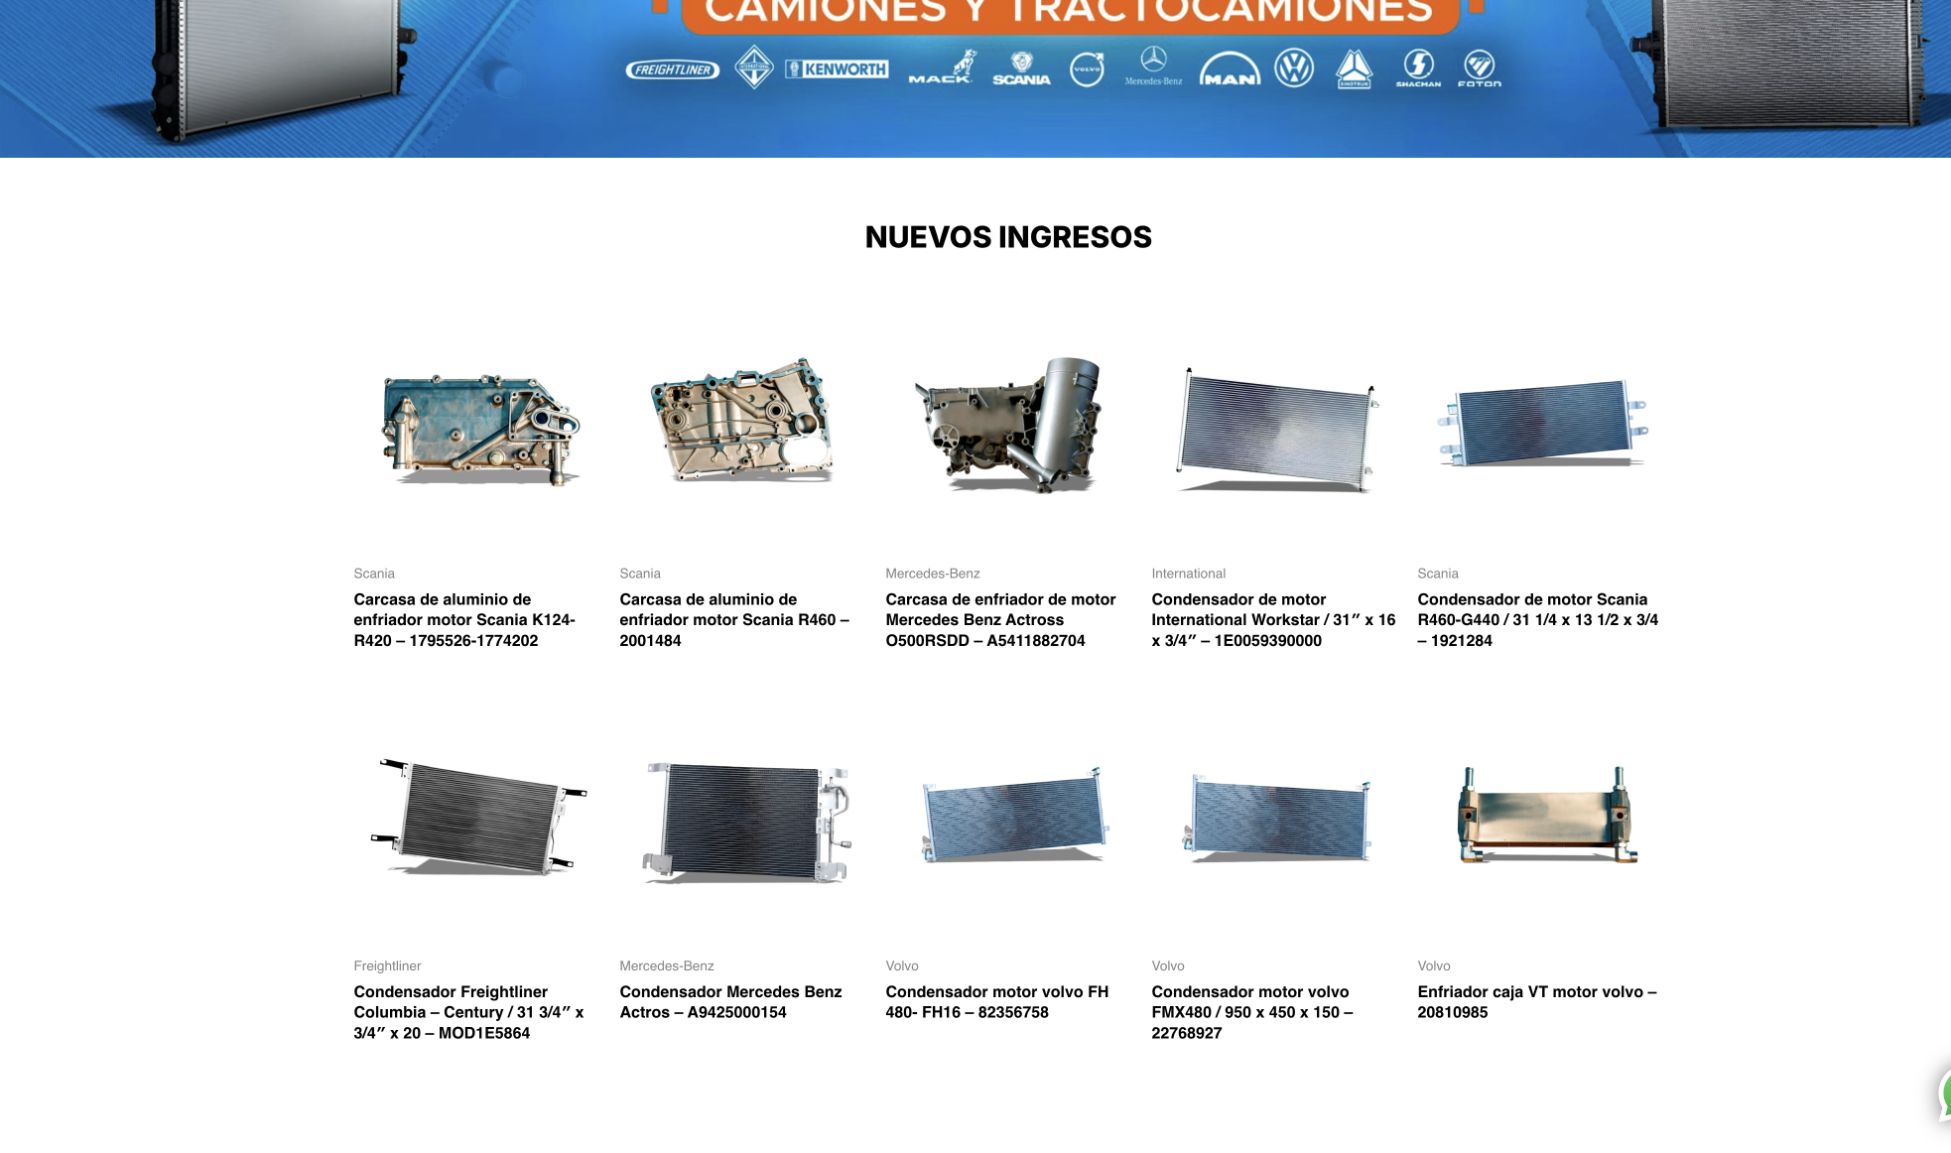 CAMIONES Y TRACTOCAMIONES
FREIGHTLINER
INTERNATIONAL
KENWORTH
MACK
SCANIA
VOLVO
Mercedes-Benz
MAN
SINOTRUK
SHACMAN
FOTON
NUEVOS INGRESOS
Scania
Carcasa de aluminio de
enfriador motor Scania K124-
R420 – 1795526-1774202
Scania
Carcasa de aluminio de
enfriador motor Scania R460 –
2001484
Mercedes-Benz
Carcasa de enfriador de motor
Mercedes Benz Actross
O500RSDD – A5411882704
International
Condensador de motor
International Workstar / 31″ x 16
x 3/4″ – 1E0059390000
Scania
Condensador de motor Scania
R460-G440 / 31 1/4 x 13 1/2 x 3/4
– 1921284
Freightliner
Condensador Freightliner
Columbia – Century / 31 3/4″ x
3/4″ x 20 – MOD1E5864
Mercedes-Benz
Condensador Mercedes Benz
Actros – A9425000154
Volvo
Condensador motor volvo FH
480- FH16 – 82356758
Volvo
Condensador motor volvo
FMX480 / 950 x 450 x 150 –
22768927
Volvo
Enfriador caja VT motor volvo –
20810985